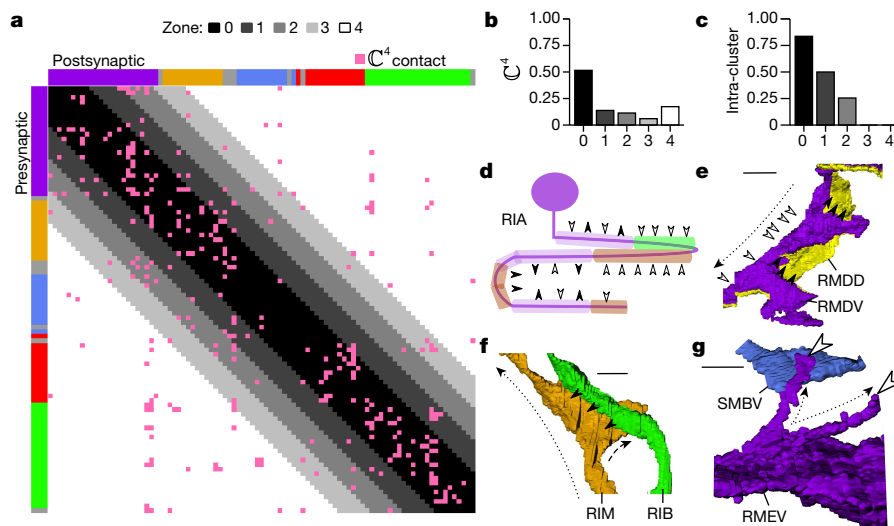 a
Zone: 0 1 2 3 4
Postsynaptic
ℂ⁴ contact
Presynaptic
b
ℂ⁴
1.00
0.75
0.50
0.25
0
0 1 2 3 4
c
Intra-cluster
1.00
0.75
0.50
0.25
0
0 1 2 3 4
d
RIA
e
RMDD
RMDV
f
RIM
RIB
g
SMBV
RMEV